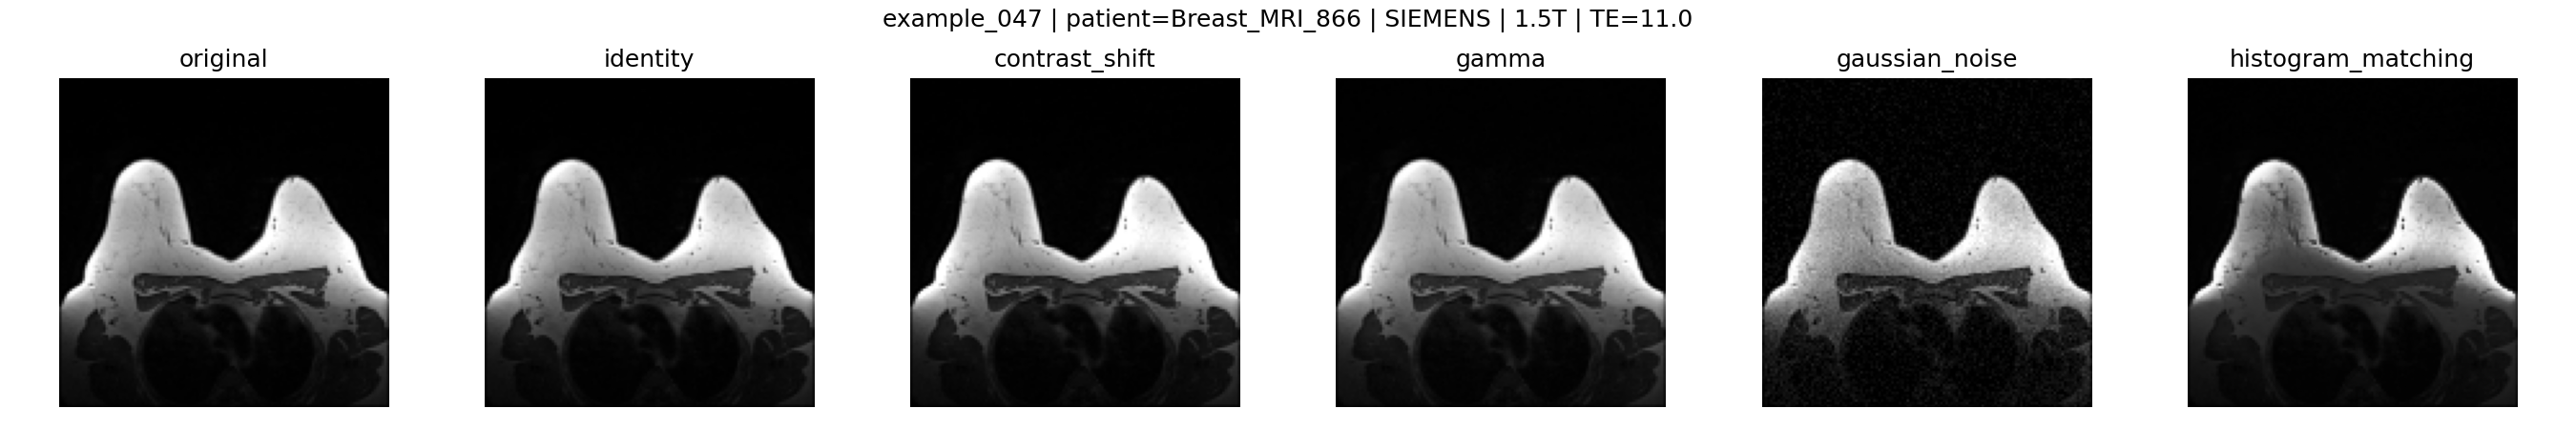 example_047 | patient=Breast_MRI_866 | SIEMENS | 1.5T | TE=11.0
original
identity
contrast_shift
gamma
gaussian_noise
histogram_matching